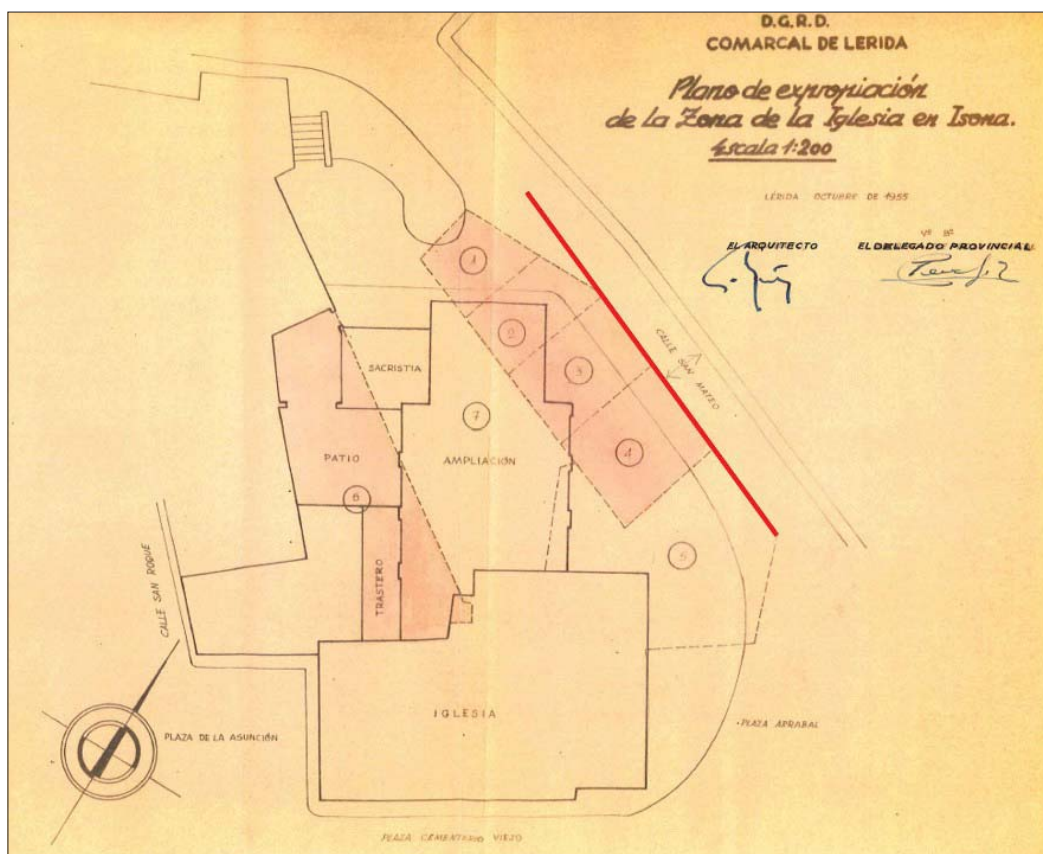 D.G.R.D.
COMARCAL DE LERIDA
Plano de expropiación
de la Zona de la Iglesia en Isona.
Escala 1:200
LÉRIDA OCTUBRE DE 1955
Vº Bº
EL ARQUITECTO
EL DELEGADO PROVINCIAL
1
2
3
4
5
6
7
CALLE SAN MATEO
SACRISTIA
PATIO
AMPLIACIÓN
TRASTERO
CALLE SAN ROQUE
IGLESIA
PLAZA DE LA ASUNCIÓN
PLAZA ARRABAL
PLAZA CEMENTERIO VIEJO